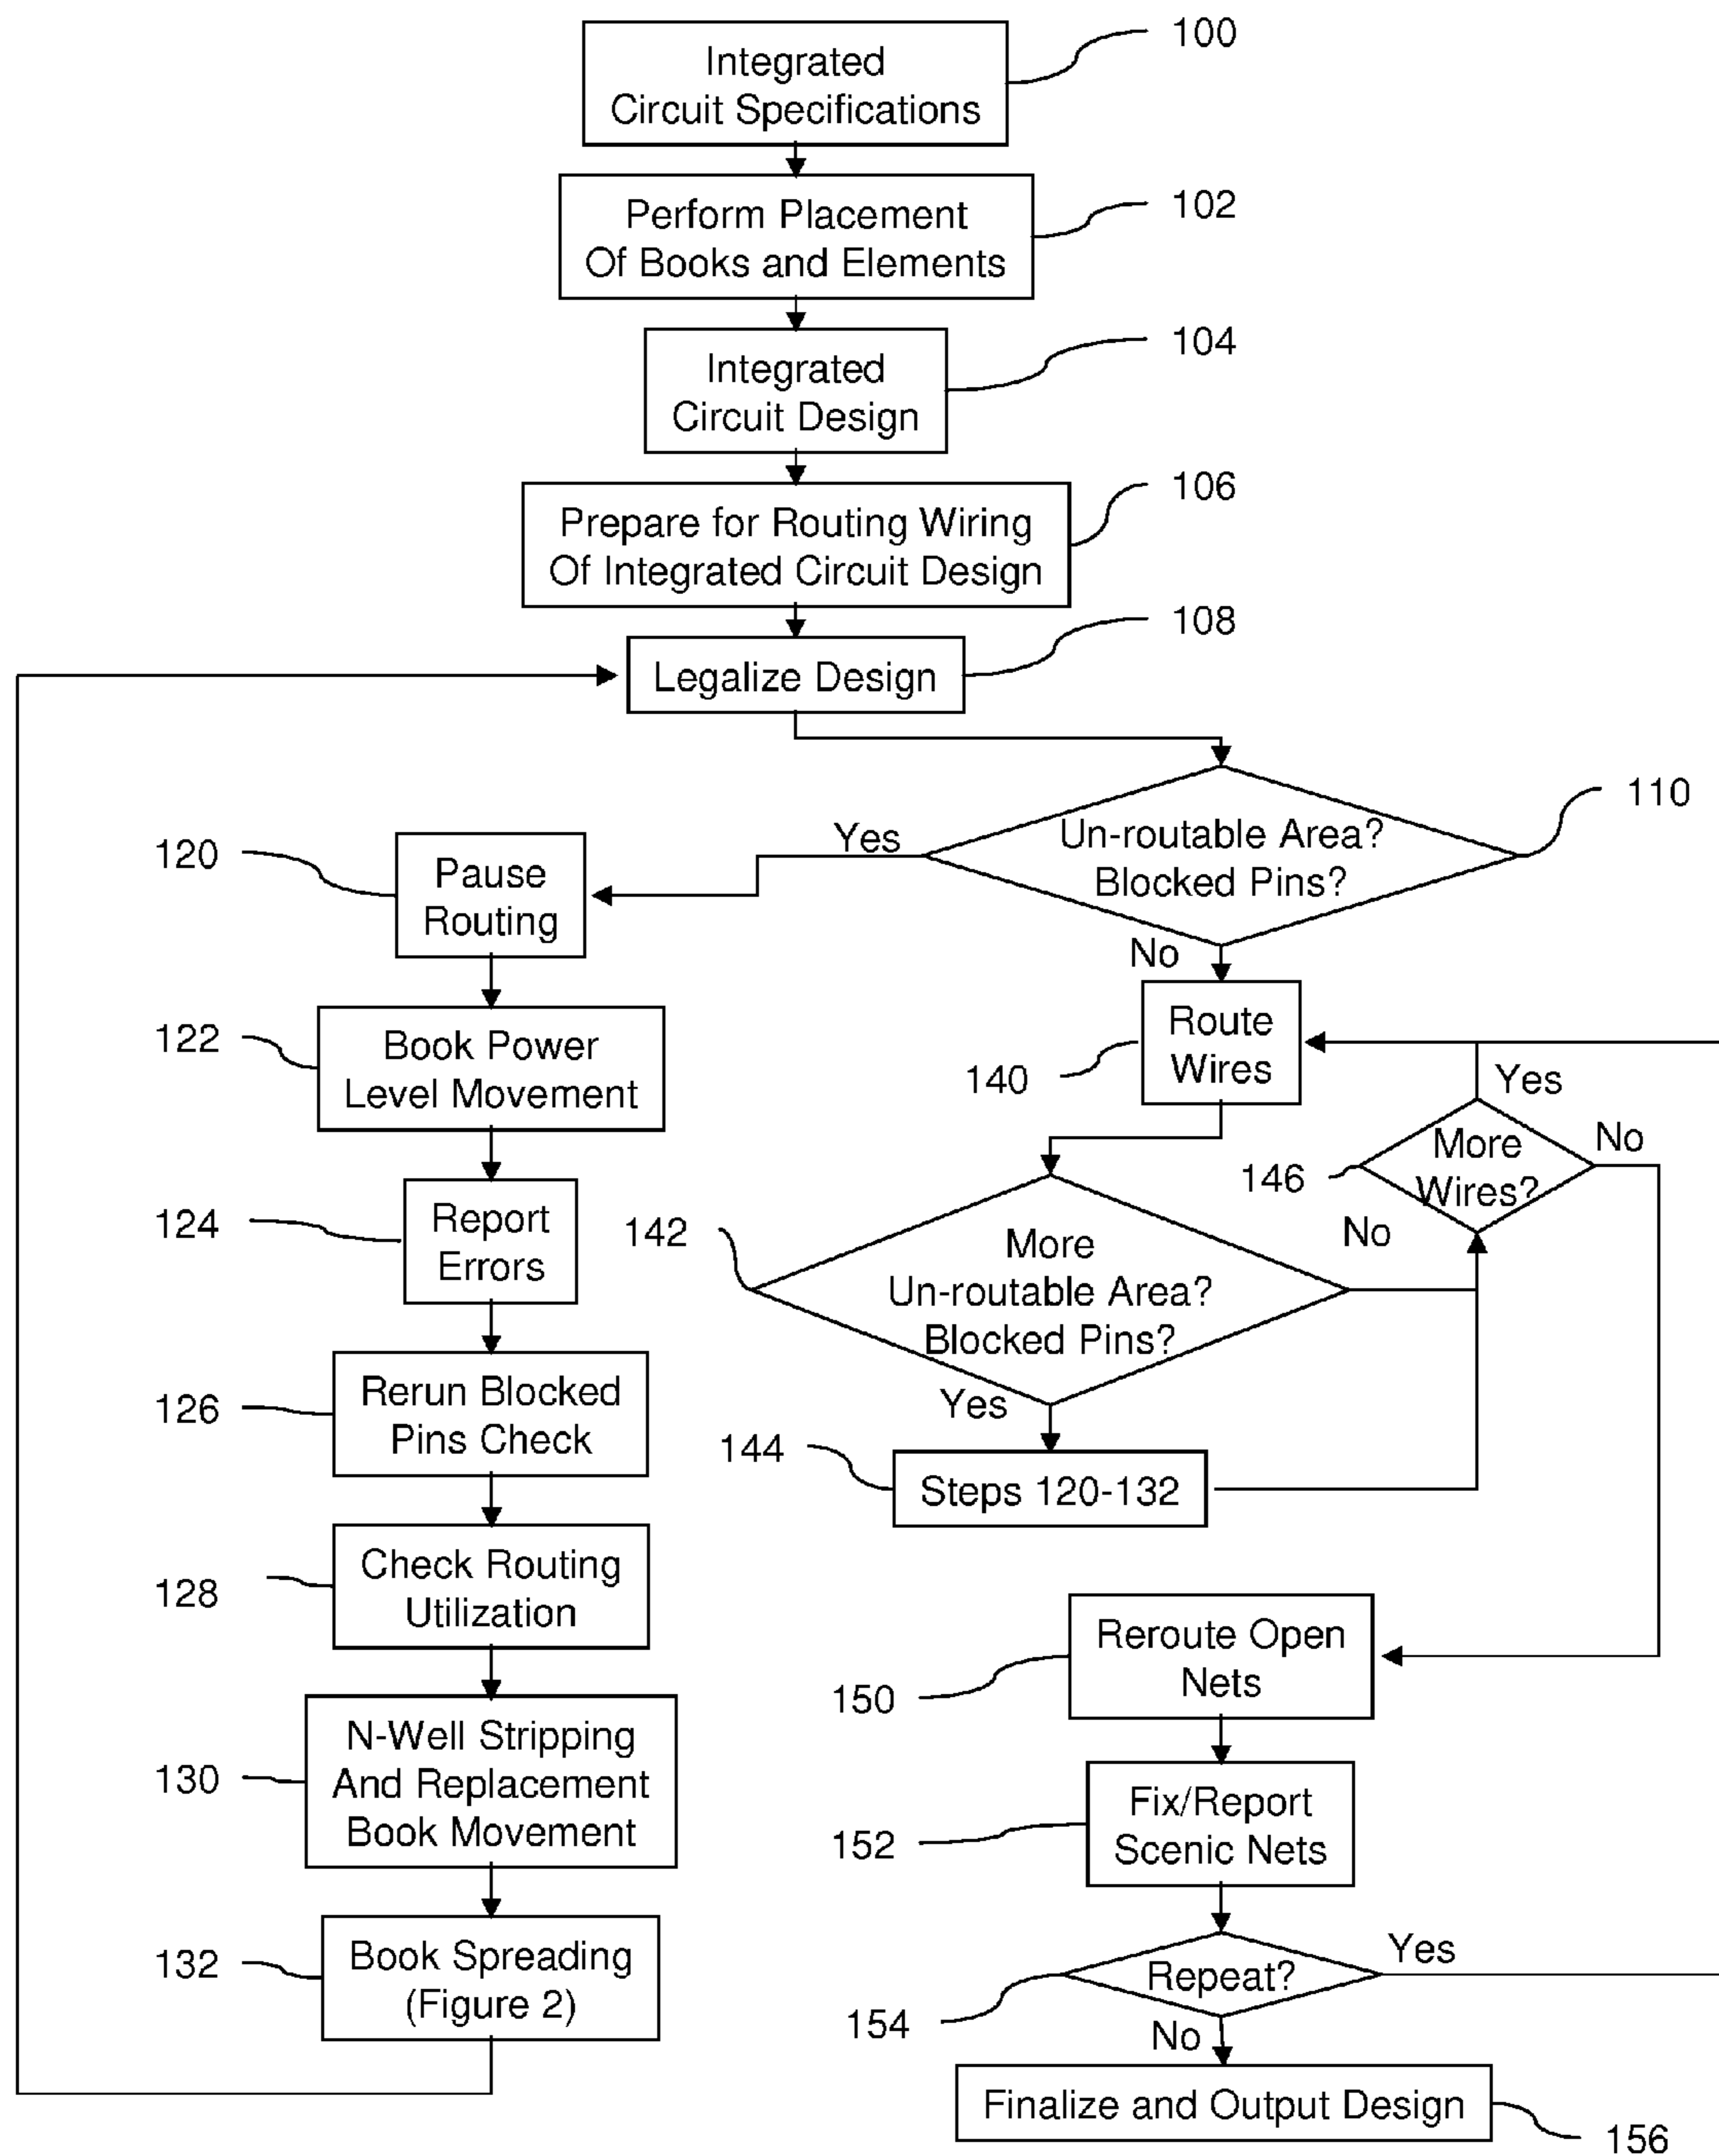 Integrated
Circuit Specifications
100
Perform Placement
Of Books and Elements
102
Integrated
Circuit Design
104
Prepare for Routing Wiring
Of Integrated Circuit Design
106
Legalize Design
108
Un-routable Area?
Blocked Pins?
110
Yes
No
120
Pause
Routing
122
Book Power
Level Movement
124
Report
Errors
126
Rerun Blocked
Pins Check
128
Check Routing
Utilization
130
N-Well Stripping
And Replacement
Book Movement
132
Book Spreading
(Figure 2)
Route
Wires
140
Yes
More
Wires?
146
No
More
Un-routable Area?
Blocked Pins?
142
No
Yes
144
Steps 120-132
Reroute Open
Nets
150
Fix/Report
Scenic Nets
152
Repeat?
Yes
154
No
Finalize and Output Design
156